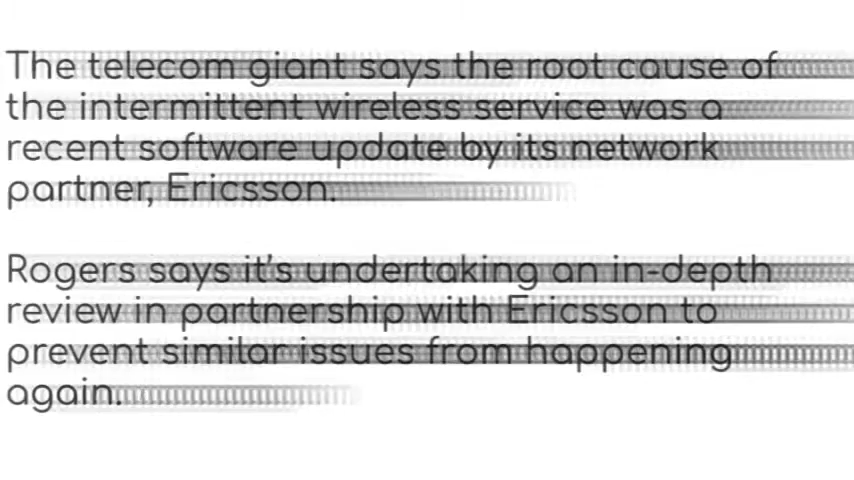 The telecom giant says the root cause of
the intermittent wireless service was a
recent software update by its network
partner, Ericsson.
Rogers says it’s undertaking an in-depth
review in partnership with Ericsson to
prevent similar issues from happening
again.